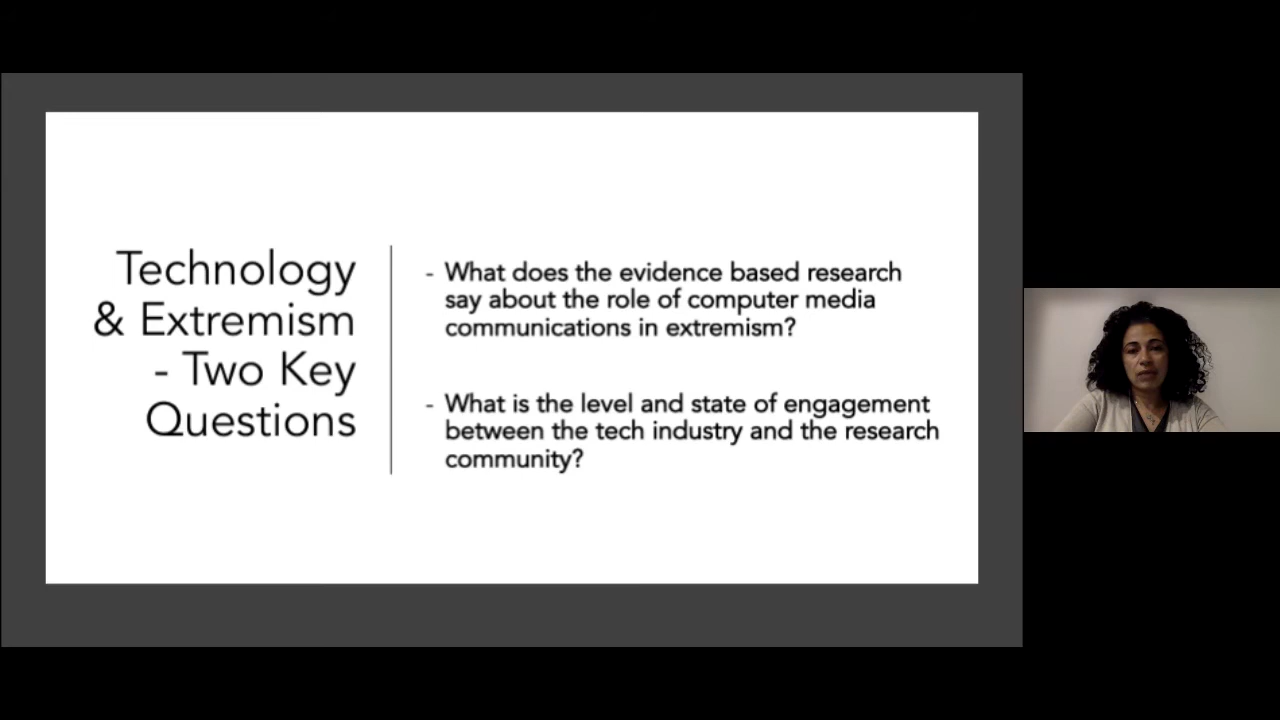 Technology
& Extremism
- Two Key
Questions
- What does the evidence based research
say about the role of computer media
communications in extremism?
- What is the level and state of engagement
between the tech industry and the research
community?